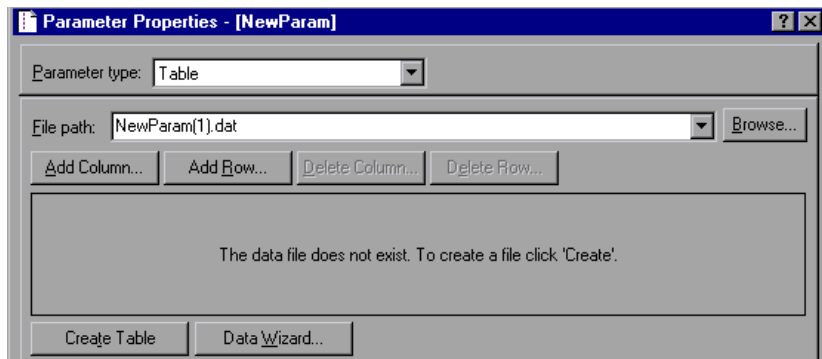 Parameter Properties - [NewParam]
Parameter type: Table
File path: NewParam(1).dat Browse...
Add Column... Add Row... Delete Column... Delete Row...
The data file does not exist. To create a file click 'Create'.
Create Table Data Wizard...